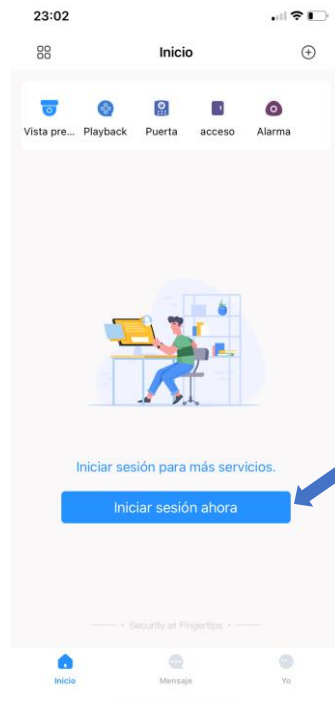 23:02
Inicio
Vista pre... Playback Puerta acceso Alarma
Iniciar sesión para más servicios.
Iniciar sesión ahora
Security at Fingertips
Inicio Mensaje Yo